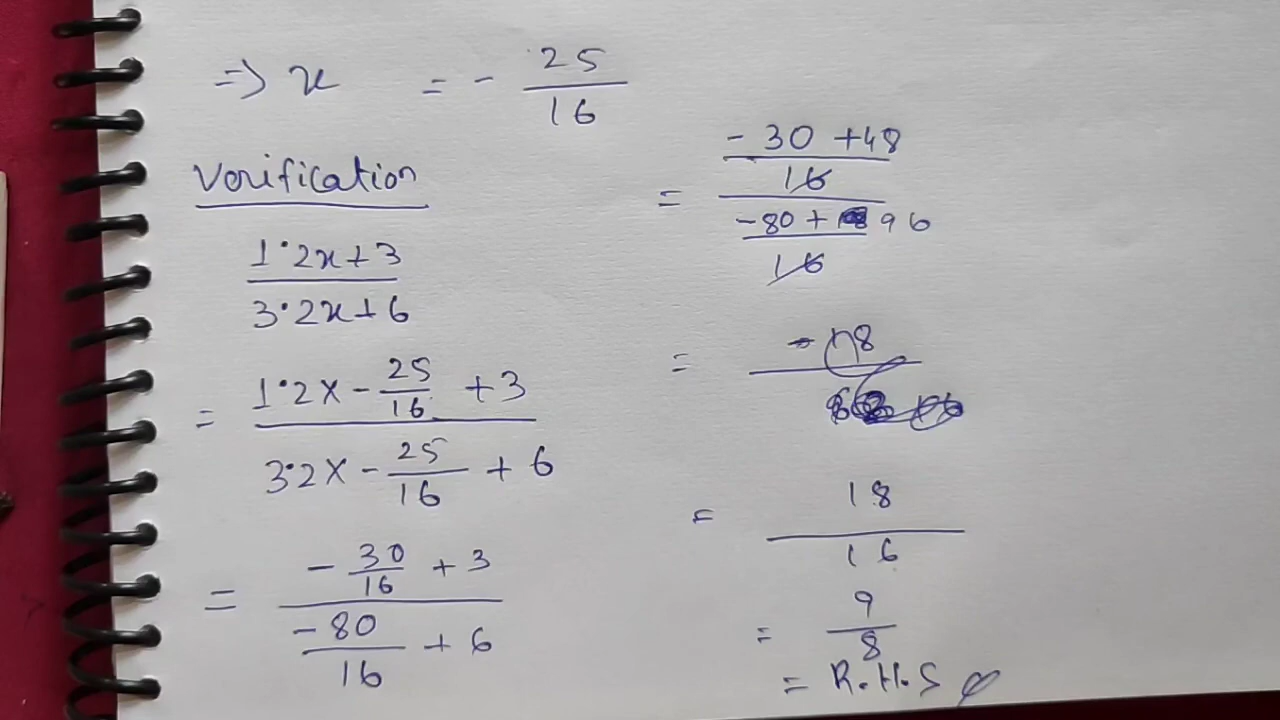 => x = - 25/16
Verification
1.2x+3 / 3.2x+6
= (1.2x - 25/16 + 3) / (3.2x - 25/16 + 6)
= (- 30/16 + 3) / (-80/16 + 6)
= ((- 30 + 48)/16) / ((-80 + 96)/16)
= - 18
= 18/16
= 9/8
= R.H.S